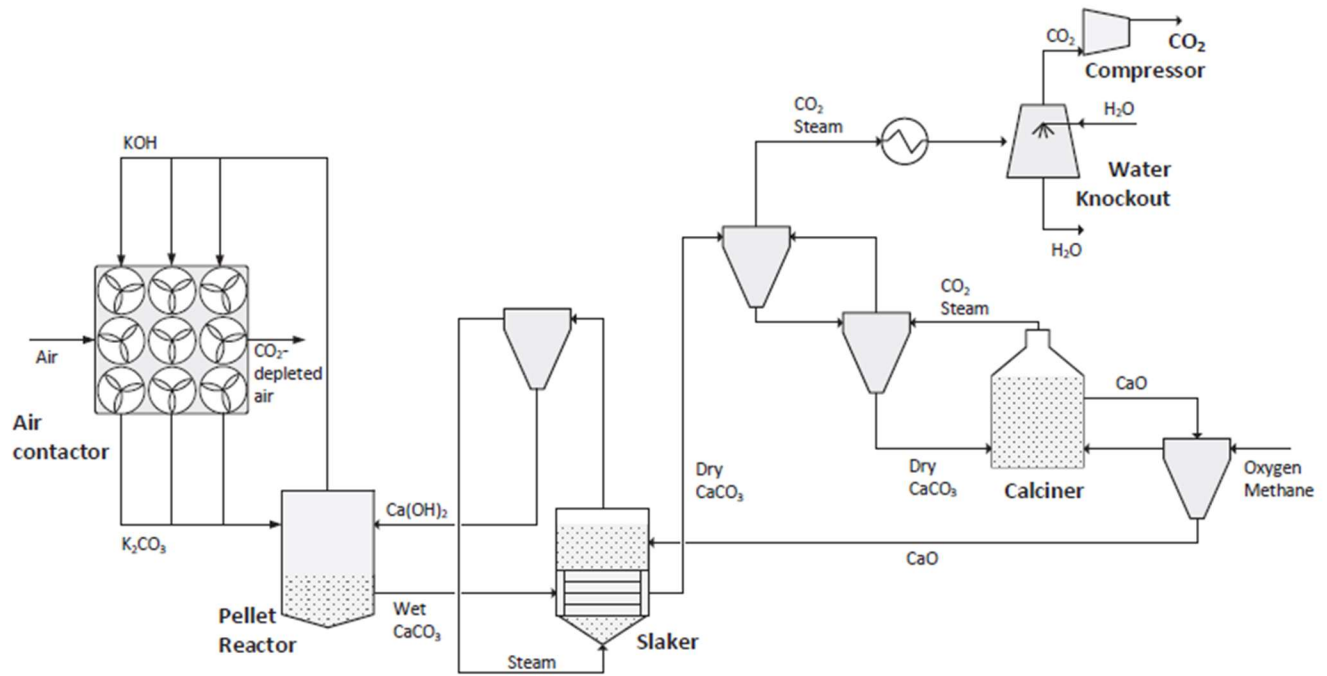 CO₂
CO₂
Compressor
CO₂
Steam
H₂O
KOH
Water
Knockout
H₂O
CO₂
Steam
Air
CO₂-
depleted
air
CaO
Air
contactor
Dry
CaCO₃
Dry
CaCO₃
Calciner
Oxygen
Methane
Ca(OH)₂
K₂CO₃
CaO
Pellet
Reactor
Wet
CaCO₃
Slaker
Steam